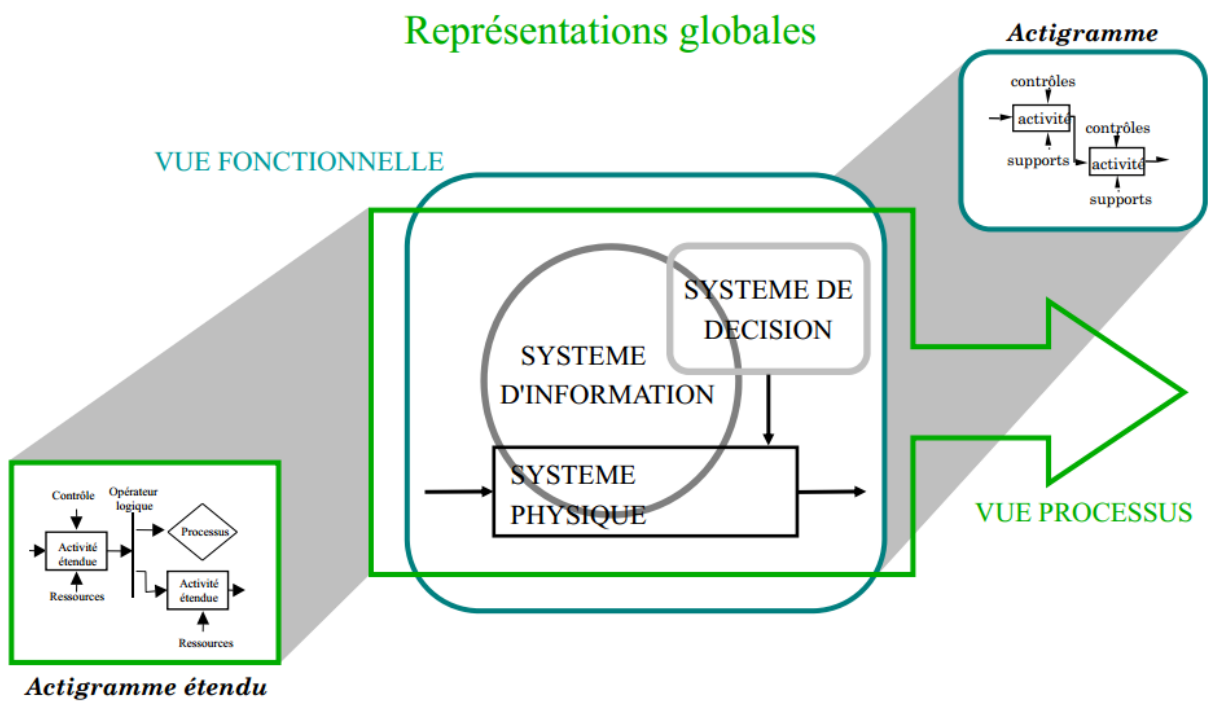 Représentations globales
Actigramme
contrôles
activité
supports
contrôles
activité
supports
VUE FONCTIONNELLE
SYSTEME DE
DECISION
SYSTEME
D'INFORMATION
SYSTEME
PHYSIQUE
VUE PROCESSUS
Contrôle
Opérateur
logique
Processus
Activité
étendue
Ressources
Activité
étendue
Ressources
Actigramme étendu